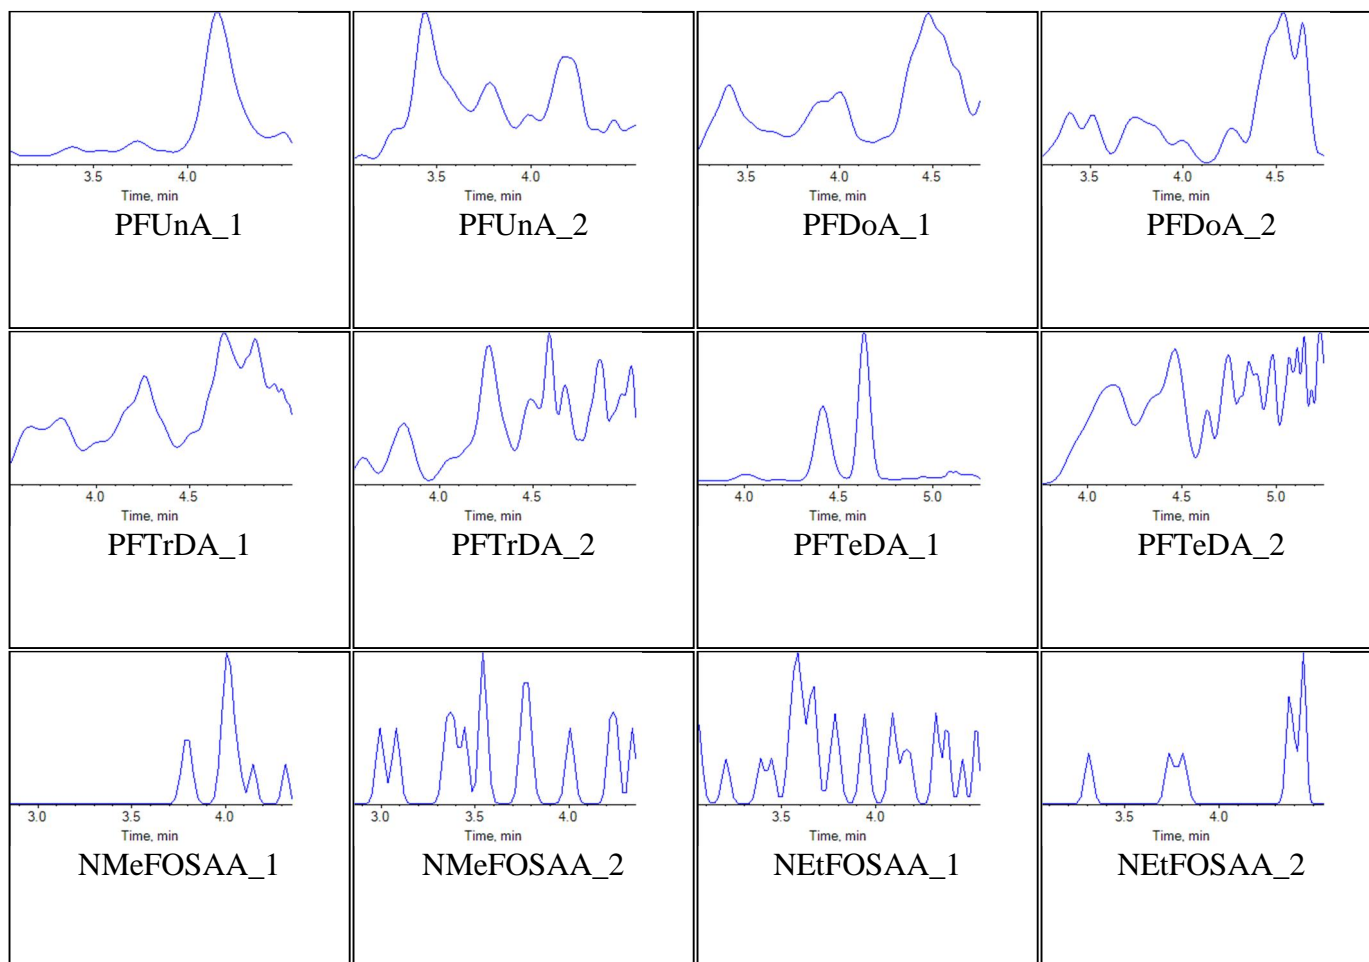 3.5 4.0
Time, min
PFUnA_1
3.5 4.0
Time, min
PFUnA_2
3.5 4.0 4.5
Time, min
PFDoA_1
3.5 4.0 4.5
Time, min
PFDoA_2
4.0 4.5
Time, min
PFTrDA_1
4.0 4.5
Time, min
PFTrDA_2
4.0 4.5 5.0
Time, min
PFTeDA_1
4.0 4.5 5.0
Time, min
PFTeDA_2
3.0 3.5 4.0
Time, min
NMeFOSAA_1
3.0 3.5 4.0
Time, min
NMeFOSAA_2
3.5 4.0
Time, min
NEtFOSAA_1
3.5 4.0
Time, min
NEtFOSAA_2